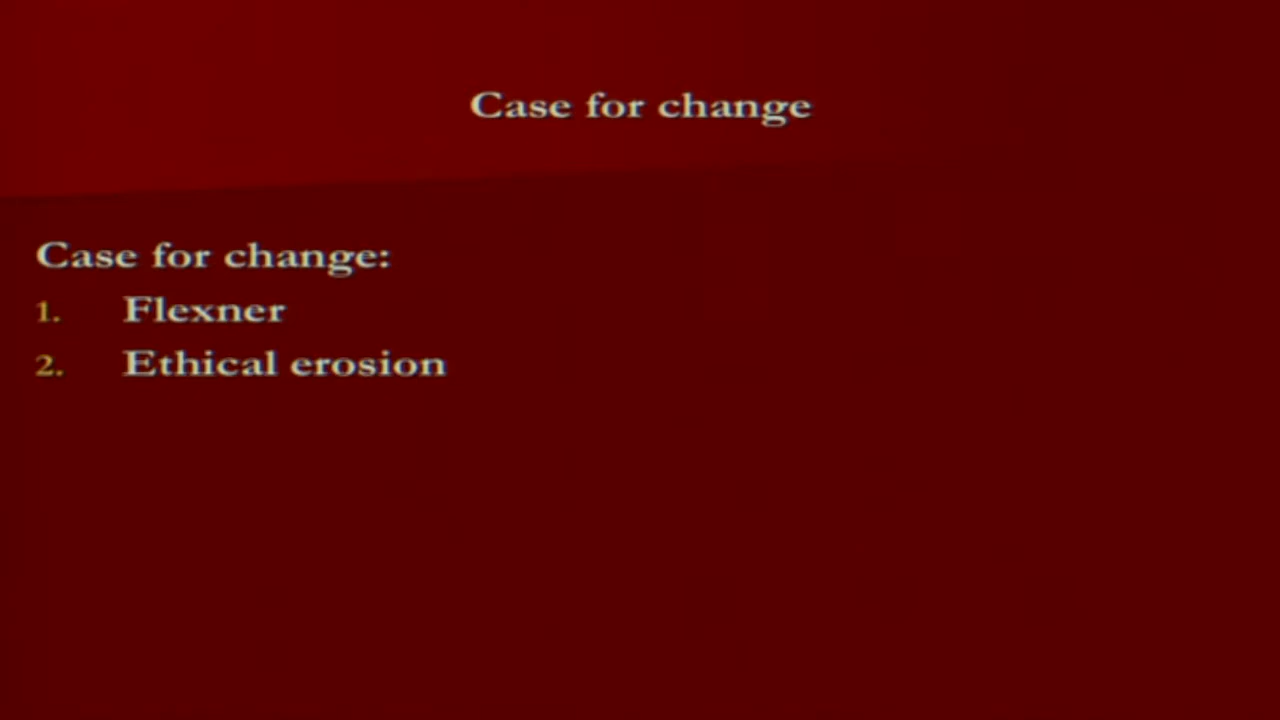 Case for change
Case for change:
1. Flexner
2. Ethical erosion